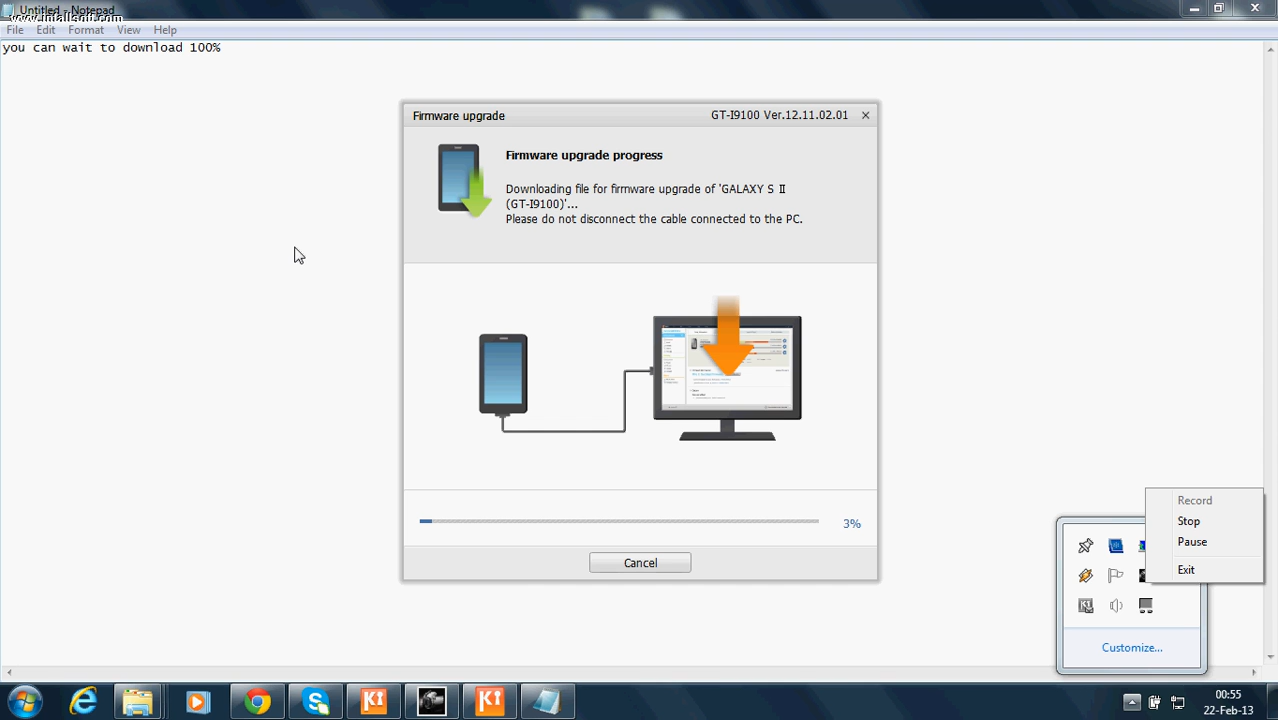 Untitled - Notepad
File Edit Format View Help
you can wait to download 100%
Firmware upgrade GT-I9100 Ver.12.11.02.01
Firmware upgrade progress
Downloading file for firmware upgrade of 'GALAXY S II
(GT-I9100)'...
Please do not disconnect the cable connected to the PC.
3%
Cancel
Record
Stop
Pause
Exit
Customize...
00:55
22-Feb-13